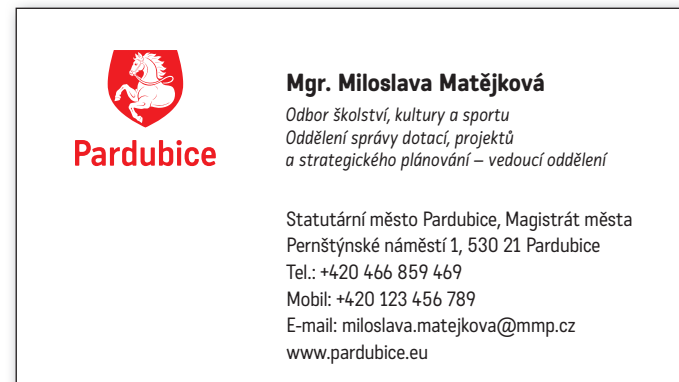 Pardubice
Mgr. Miloslava Matějková
Odbor školství, kultury a sportu
Oddělení správy dotací, projektů
a strategického plánování – vedoucí oddělení
Statutární město Pardubice, Magistrát města
Pernštýnské náměstí 1, 530 21 Pardubice
Tel.: +420 466 859 469
Mobil: +420 123 456 789
E-mail: miloslava.matejkova@mmp.cz
www.pardubice.eu